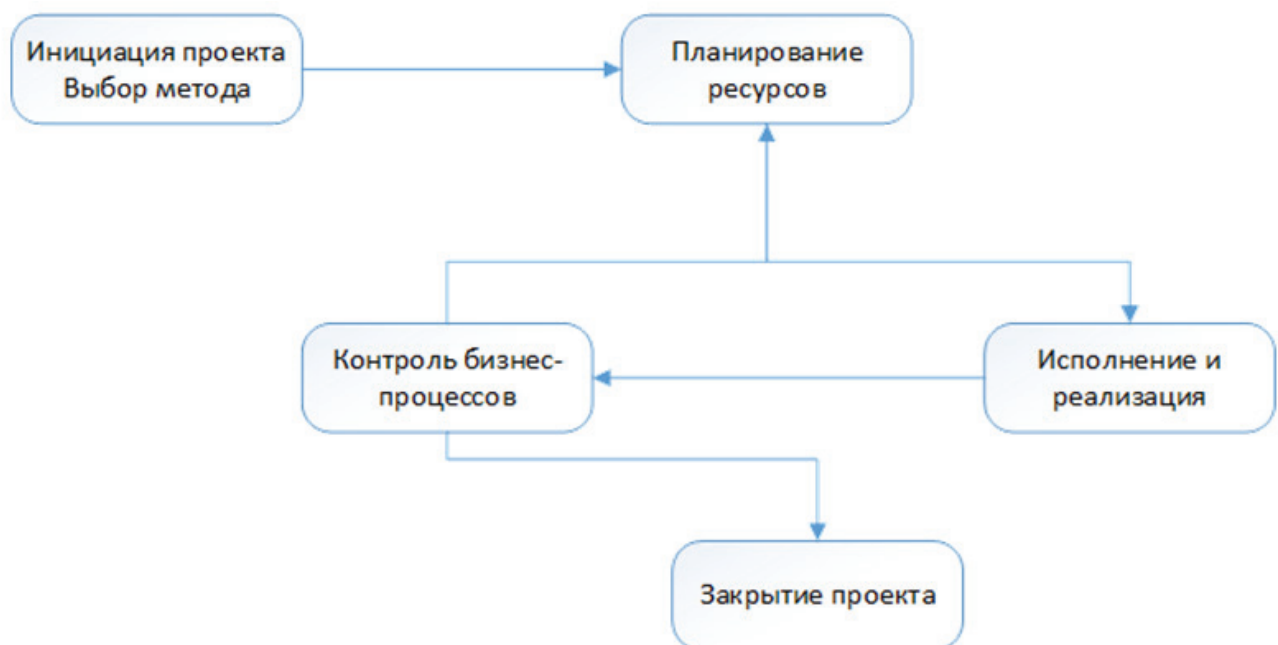 Инициация проекта
Выбор метода
Планирование
ресурсов
Контроль бизнес-
процессов
Исполнение и
реализация
Закрытие проекта